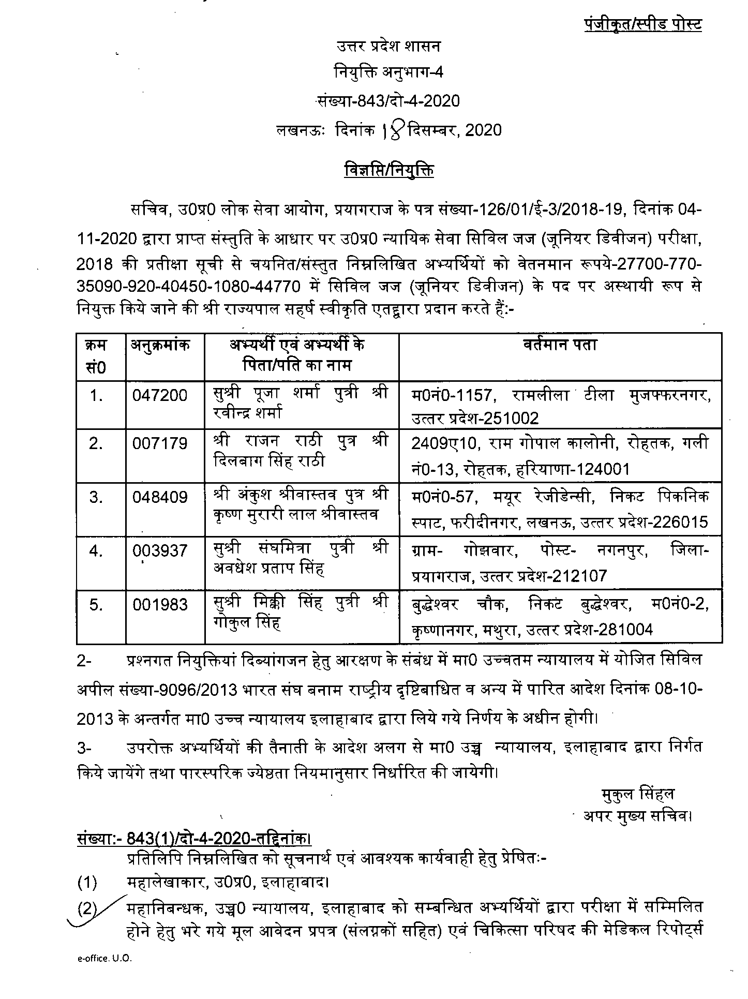 पंजीकृत/स्पीड पोस्ट
उत्तर प्रदेश शासन
नियुक्ति अनुभाग-4
संख्या-843/दो-4-2020
लखनऊः दिनांक 18 दिसम्बर, 2020
विज्ञप्ति/नियुक्ति
सचिव, उ0प्र0 लोक सेवा आयोग, प्रयागराज के पत्र संख्या-126/01/ई-3/2018-19, दिनांक 04-
11-2020 द्वारा प्राप्त संस्तुति के आधार पर उ0प्र0 न्यायिक सेवा सिविल जज (जूनियर डिवीजन) परीक्षा,
2018 की प्रतीक्षा सूची से चयनित/संस्तुत निम्नलिखित अभ्यर्थियों को वेतनमान रूपये-27700-770-
35090-920-40450-1080-44770 में सिविल जज (जूनियर डिवीजन) के पद पर अस्थायी रूप से
नियुक्त किये जाने की श्री राज्यपाल सहर्ष स्वीकृति एतद्द्वारा प्रदान करते हैं:-
क्रम सं0 | अनुक्रमांक | अभ्यर्थी एवं अभ्यर्थी के पिता/पति का नाम | वर्तमान पता
1. 047200 सुश्री पूजा शर्मा पुत्री श्री म0नं0-1157, रामलीला टीला मुजफ्फरनगर,
रवीन्द्र शर्मा उत्तर प्रदेश-251002
2. 007179 श्री राजन राठी पुत्र श्री 2409ए10, राम गोपाल कालोनी, रोहतक, गली
दिलबाग सिंह राठी नं0-13, रोहतक, हरियाणा-124001
3. 048409 श्री अंकुश श्रीवास्तव पुत्र श्री म0नं0-57, मयूर रेजीडेन्सी, निकट पिकनिक
कृष्ण मुरारी लाल श्रीवास्तव स्पाट, फरीदीनगर, लखनऊ, उत्तर प्रदेश-226015
4. 003937 सुश्री संघमित्रा पुत्री श्री ग्राम- गोझवार, पोस्ट- नगनपुर, जिला-
अवधेश प्रताप सिंह प्रयागराज, उत्तर प्रदेश-212107
5. 001983 सुश्री मिक्की सिंह पुत्री श्री बुद्धेश्वर चौक, निकट बुद्धेश्वर, म0नं0-2,
गोकुल सिंह कृष्णानगर, मथुरा, उत्तर प्रदेश-281004
2- प्रश्नगत नियुक्तियां दिब्यांगजन हेतु आरक्षण के संबंध में मा0 उच्चतम न्यायालय में योजित सिविल
अपील संख्या-9096/2013 भारत संघ बनाम राष्ट्रीय दृष्टिबाधित व अन्य में पारित आदेश दिनांक 08-10-
2013 के अन्तर्गत मा0 उच्च न्यायालय इलाहाबाद द्वारा लिये गये निर्णय के अधीन होगी।
3- उपरोक्त अभ्यर्थियों की तैनाती के आदेश अलग से मा0 उच्च न्यायालय, इलाहाबाद द्वारा निर्गत
किये जायेंगे तथा पारस्परिक ज्येष्ठता नियमानुसार निर्धारित की जायेगी।
मुकुल सिंहल
अपर मुख्य सचिव।
संख्या:- 843(1)/दो-4-2020-तद्दिनांक।
प्रतिलिपि निम्नलिखित को सूचनार्थ एवं आवश्यक कार्यवाही हेतु प्रेषितः-
(1) महालेखाकार, उ0प्र0, इलाहाबाद।
(2) महानिबन्धक, उच्च0 न्यायालय, इलाहाबाद को सम्बन्धित अभ्यर्थियों द्वारा परीक्षा में सम्मिलित
होने हेतु भरे गये मूल आवेदन प्रपत्र (संलग्नकों सहित) एवं चिकित्सा परिषद की मेडिकल रिपोर्ट्स
e-office. U.O.